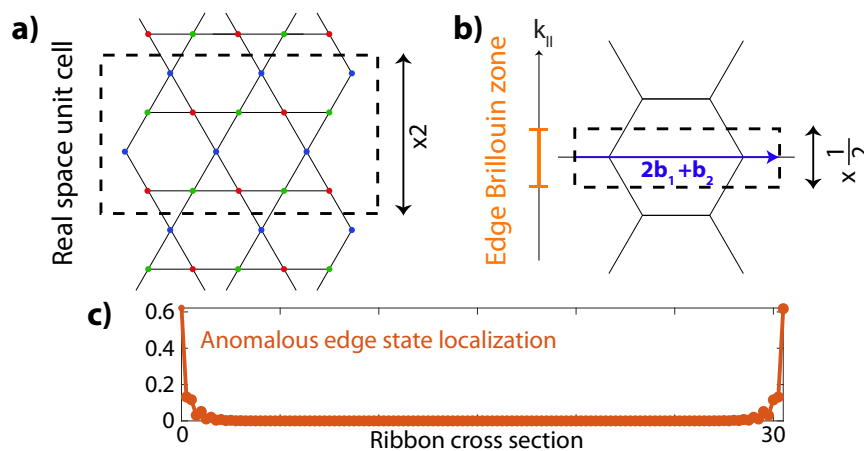 a)
Real space unit cell
x2
b)
k||
Edge Brillouin zone
2b1+b2
x 1/2
c)
0.6
0.4
0.2
0
Anomalous edge state localization
0
30
Ribbon cross section